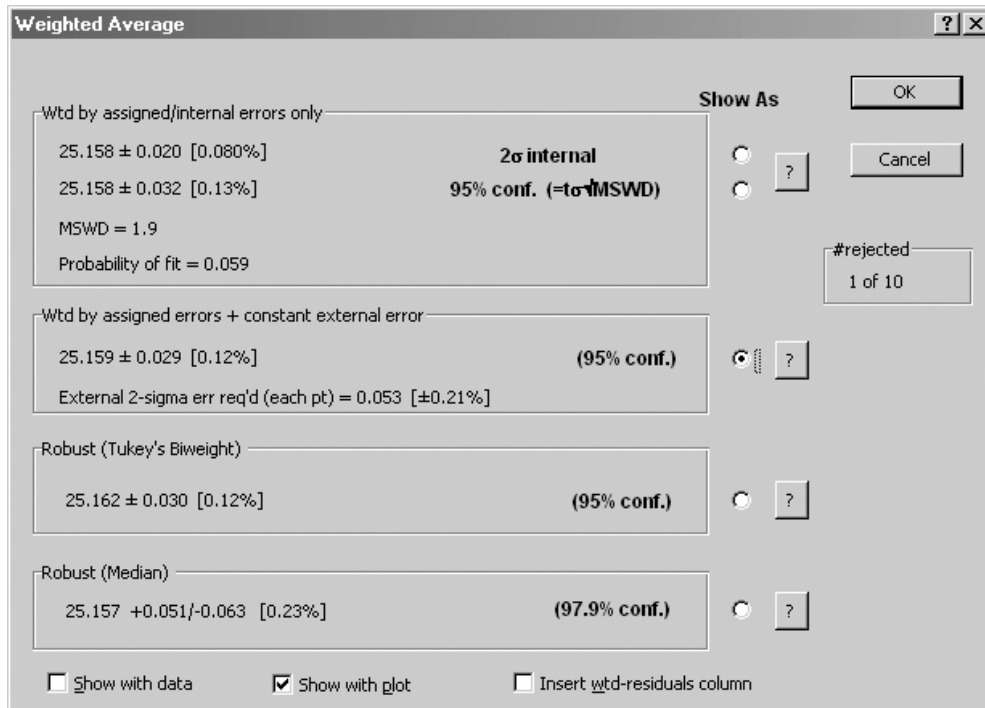 Weighted Average
? ×
Show As
OK
Cancel
Wtd by assigned/internal errors only
25.158 ± 0.020 [0.080%] 2σ internal
25.158 ± 0.032 [0.13%] 95% conf. (=tσ√MSWD)
?
MSWD = 1.9
Probability of fit = 0.059
#rejected
1 of 10
Wtd by assigned errors + constant external error
25.159 ± 0.029 [0.12%] (95% conf.) ?
External 2-sigma err req'd (each pt) = 0.053 [±0.21%]
Robust (Tukey's Biweight)
25.162 ± 0.030 [0.12%] (95% conf.) ?
Robust (Median)
25.157 +0.051/-0.063 [0.23%] (97.9% conf.) ?
Show with data Show with plot Insert wtd-residuals column